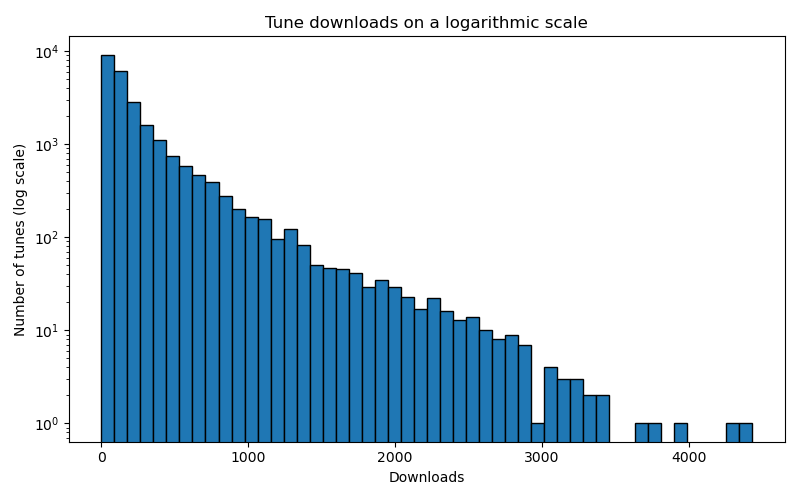 Tune downloads on a logarithmic scale
Number of tunes (log scale)
10⁴
10³
10²
10¹
10⁰
0 1000 2000 3000 4000
Downloads